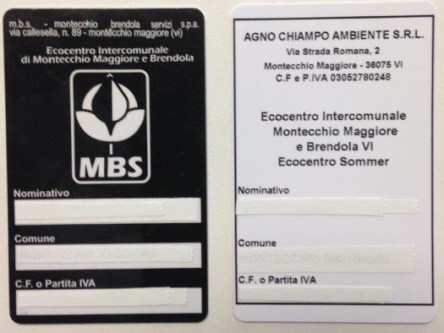 m.b.s. - montecchio brendola servizi s.p.a.
via callesella, n. 89 - montecchio maggiore (vi)
Ecocentro Intercomunale
di Montecchio Maggiore e Brendola
MBS
Nominativo
Comune
C.F. o Partita IVA
AGNO CHIAMPO AMBIENTE S.R.L.
Via Strada Romana, 2
Montecchio Maggiore - 36075 VI
C.F e P.IVA 03052780248
Ecocentro Intercomunale
Montecchio Maggiore
e Brendola VI
Ecocentro Sommer
Nominativo
Comune
MONTECCHIO MAGGIORE
C.F. o Partita IVA